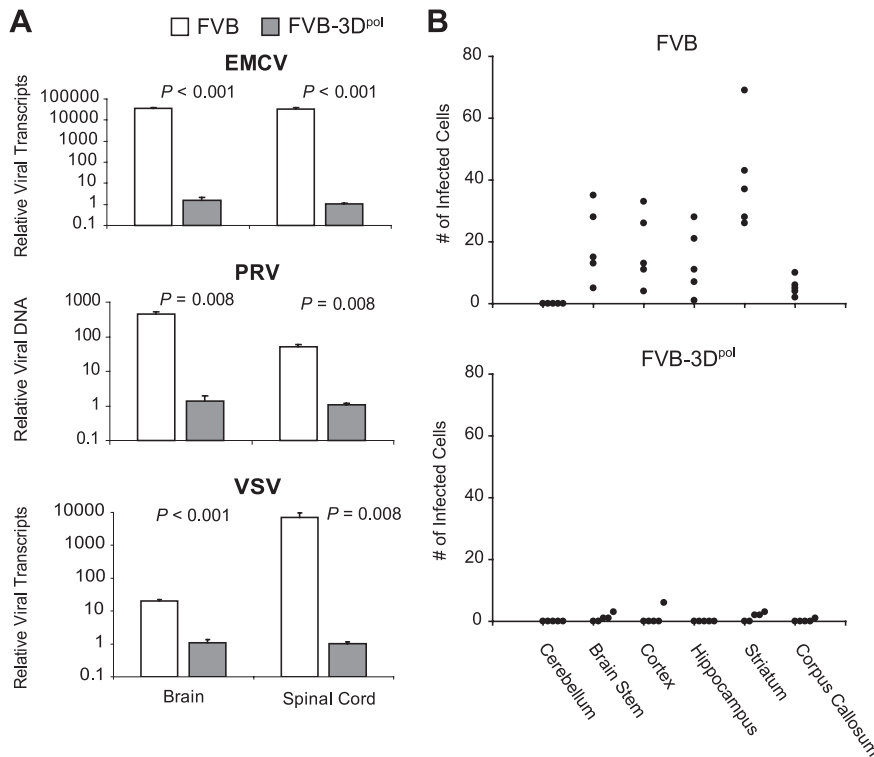 A
FVB FVB-3Dpol
EMCV
Relative Viral Transcripts
100000
10000
1000
100
10
1
0.1
P < 0.001
P < 0.001
PRV
Relative Viral DNA
1000
100
10
1
0.1
P = 0.008
P = 0.008
VSV
Relative Viral Transcripts
10000
1000
100
10
1
0.1
P < 0.001
P = 0.008
Brain
Spinal Cord
B
FVB
# of Infected Cells
80
60
40
20
0
FVB-3Dpol
# of Infected Cells
80
60
40
20
0
Cerebellum
Brain Stem
Cortex
Hippocampus
Striatum
Corpus Callosum